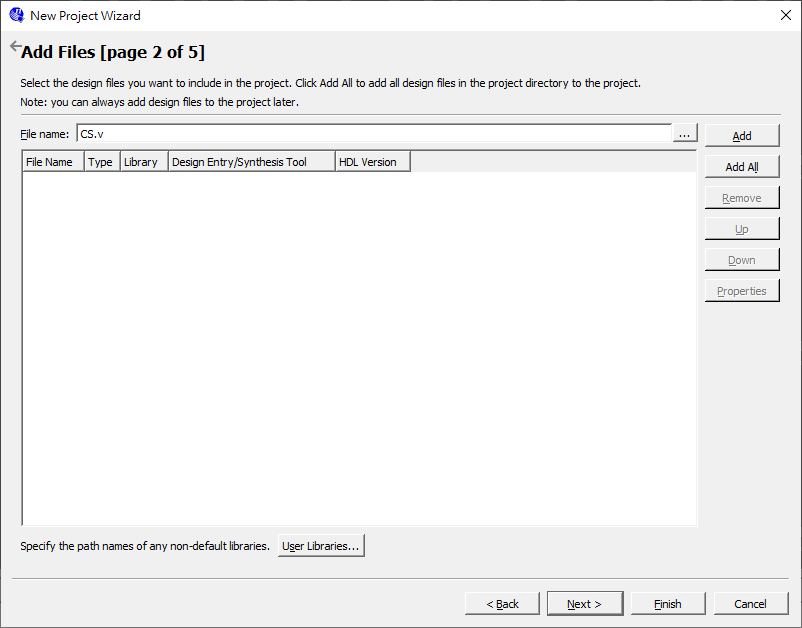 New Project Wizard
Add Files [page 2 of 5]
Select the design files you want to include in the project. Click Add All to add all design files in the project directory to the project.
Note: you can always add design files to the project later.
File name: CS.v ... Add
File Name Type Library Design Entry/Synthesis Tool HDL Version
Add All
Remove
Up
Down
Properties
Specify the path names of any non-default libraries. User Libraries...
< Back Next > Finish Cancel